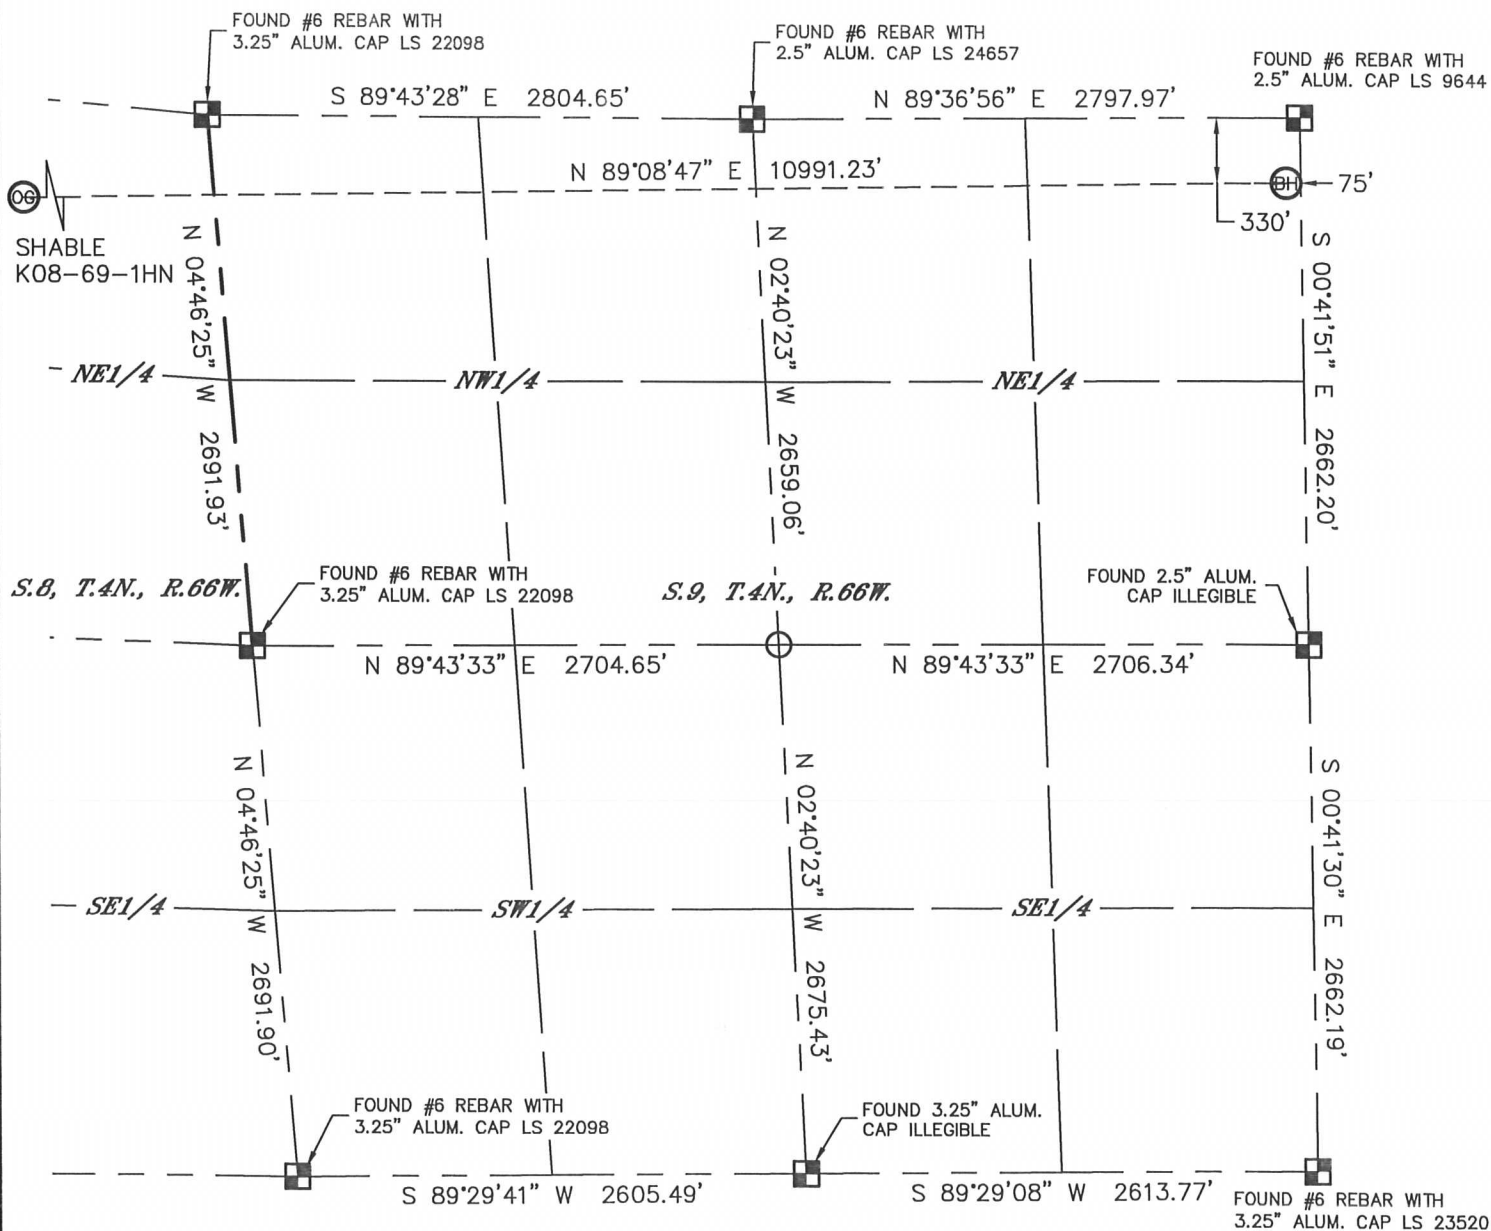 FOUND #6 REBAR WITH
3.25" ALUM. CAP LS 22098
FOUND #6 REBAR WITH
2.5" ALUM. CAP LS 24657
FOUND #6 REBAR WITH
2.5" ALUM. CAP LS 9644
S 89°43'28" E 2804.65'
N 89°36'56" E 2797.97'
N 89°08'47" E 10991.23'
OG
BH
75'
330'
SHABLE
K08-69-1HN
N 04°46'25" W 2691.93'
N 02°40'23" W 2659.06'
S 00°41'51" E 2662.20'
NE1/4
NW1/4
NE1/4
S.8, T.4N., R.66W.
FOUND #6 REBAR WITH
3.25" ALUM. CAP LS 22098
S.9, T.4N., R.66W.
FOUND 2.5" ALUM.
CAP ILLEGIBLE
N 89°43'33" E 2704.65'
N 89°43'33" E 2706.34'
N 04°46'25" W 2691.90'
N 02°40'23" W 2675.43'
S 00°41'30" E 2662.19'
SE1/4
SW1/4
SE1/4
FOUND #6 REBAR WITH
3.25" ALUM. CAP LS 22098
FOUND 3.25" ALUM.
CAP ILLEGIBLE
S 89°29'41" W 2605.49'
S 89°29'08" W 2613.77'
FOUND #6 REBAR WITH
3.25" ALUM. CAP LS 23520